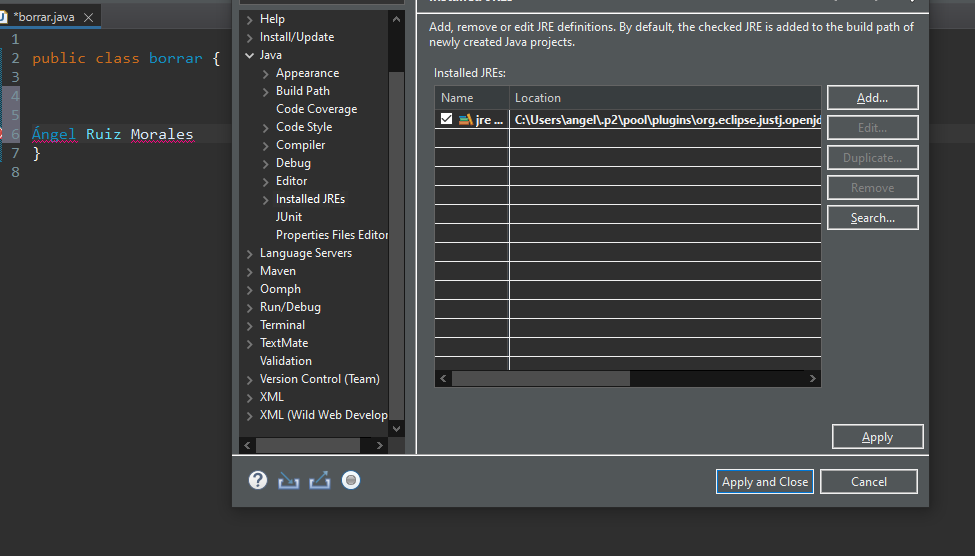 *borrar.java
1
2 public class borrar {
3
4
5
6 Ángel Ruiz Morales
7 }
8
Help
Install/Update
Java
Appearance
Build Path
Code Coverage
Code Style
Compiler
Debug
Editor
Installed JREs
JUnit
Properties Files Editor
Language Servers
Maven
Oomph
Run/Debug
Terminal
TextMate
Validation
Version Control (Team)
XML
XML (Wild Web Develop
Add, remove or edit JRE definitions. By default, the checked JRE is added to the build path of
newly created Java projects.
Installed JREs:
Name Location
jre ... C:\Users\angel\.p2\pool\plugins\org.eclipse.justj.openjd
Add...
Edit...
Duplicate...
Remove
Search...
Apply
Apply and Close Cancel